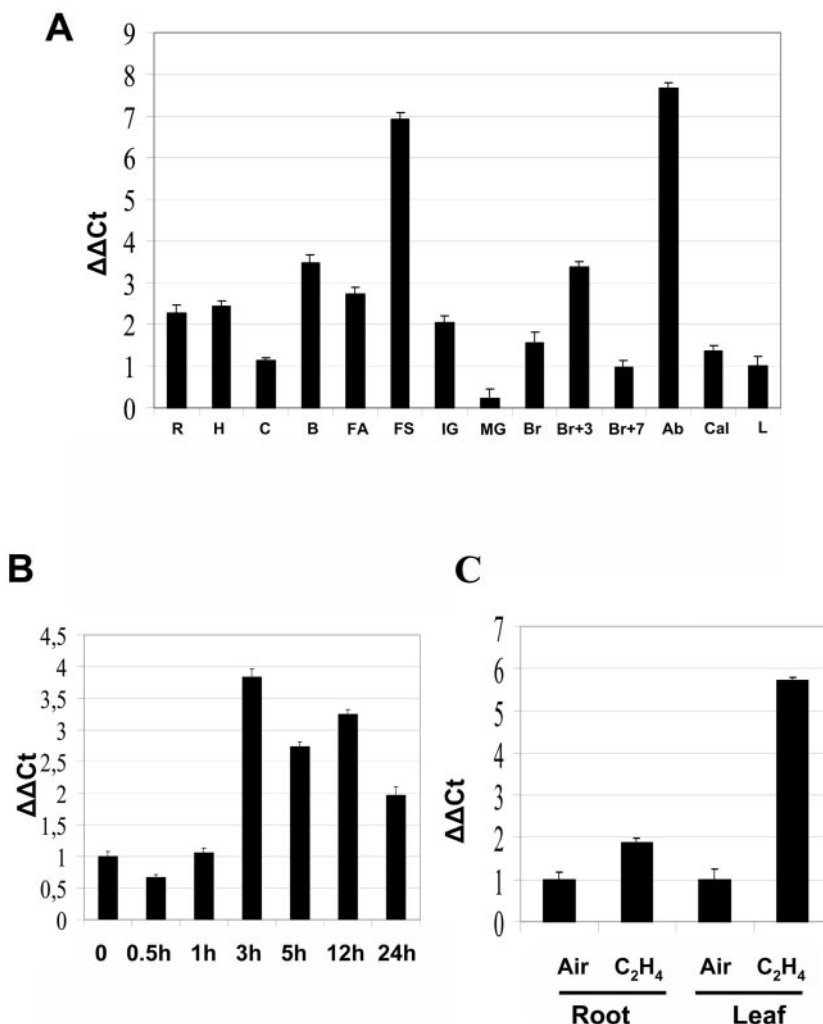 A
9
8
7
6
5
4
3
2
1
0
ΔΔCt
R H C B FA FS IG MG Br Br+3 Br+7 Ab Cal L
B
4,5
4
3,5
3
2,5
2
1,5
1
0,5
0
ΔΔCt
0 0.5h 1h 3h 5h 12h 24h
C
7
6
5
4
3
2
1
0
ΔΔCt
Air C₂H₄ Air C₂H₄
Root Leaf